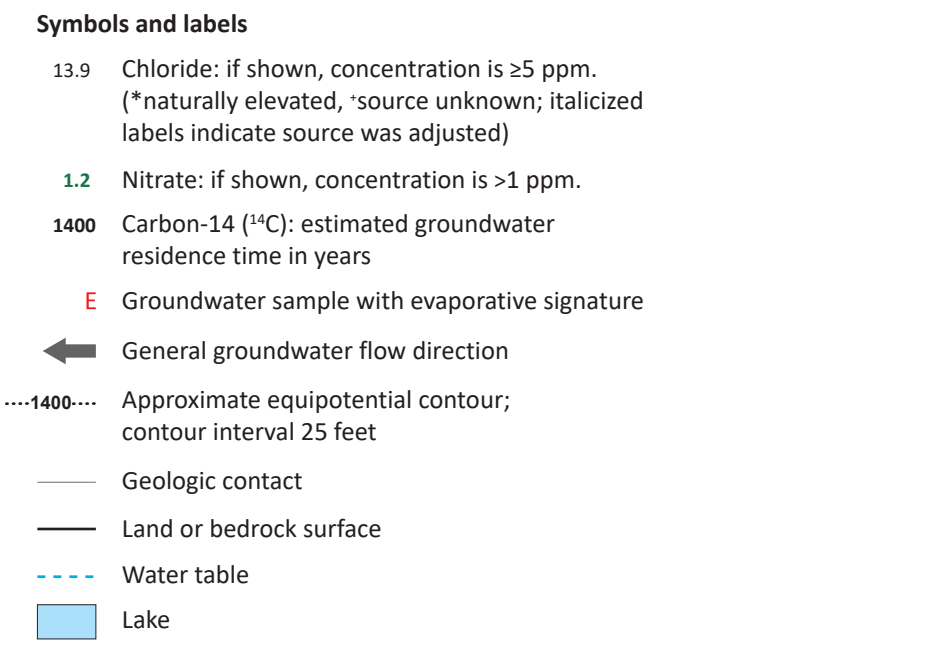 Symbols and labels
13.9 Chloride: if shown, concentration is ≥5 ppm.
(*naturally elevated, ⁺source unknown; italicized
labels indicate source was adjusted)
1.2 Nitrate: if shown, concentration is >1 ppm.
1400 Carbon-14 (¹⁴C): estimated groundwater
residence time in years
E Groundwater sample with evaporative signature
General groundwater flow direction
1400 Approximate equipotential contour;
contour interval 25 feet
Geologic contact
Land or bedrock surface
Water table
Lake